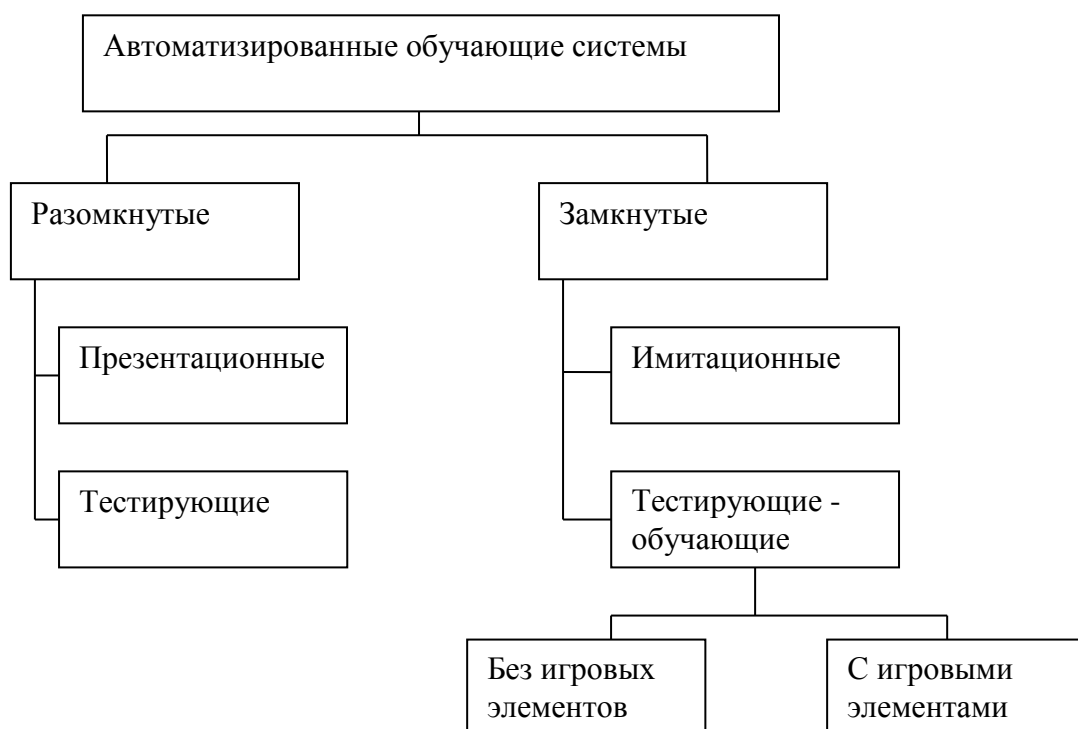 Автоматизированные обучающие системы
Разомкнутые
Замкнутые
Презентационные
Имитационные
Тестирующие
Тестирующие -
обучающие
Без игровых
элементов
С игровыми
элементами